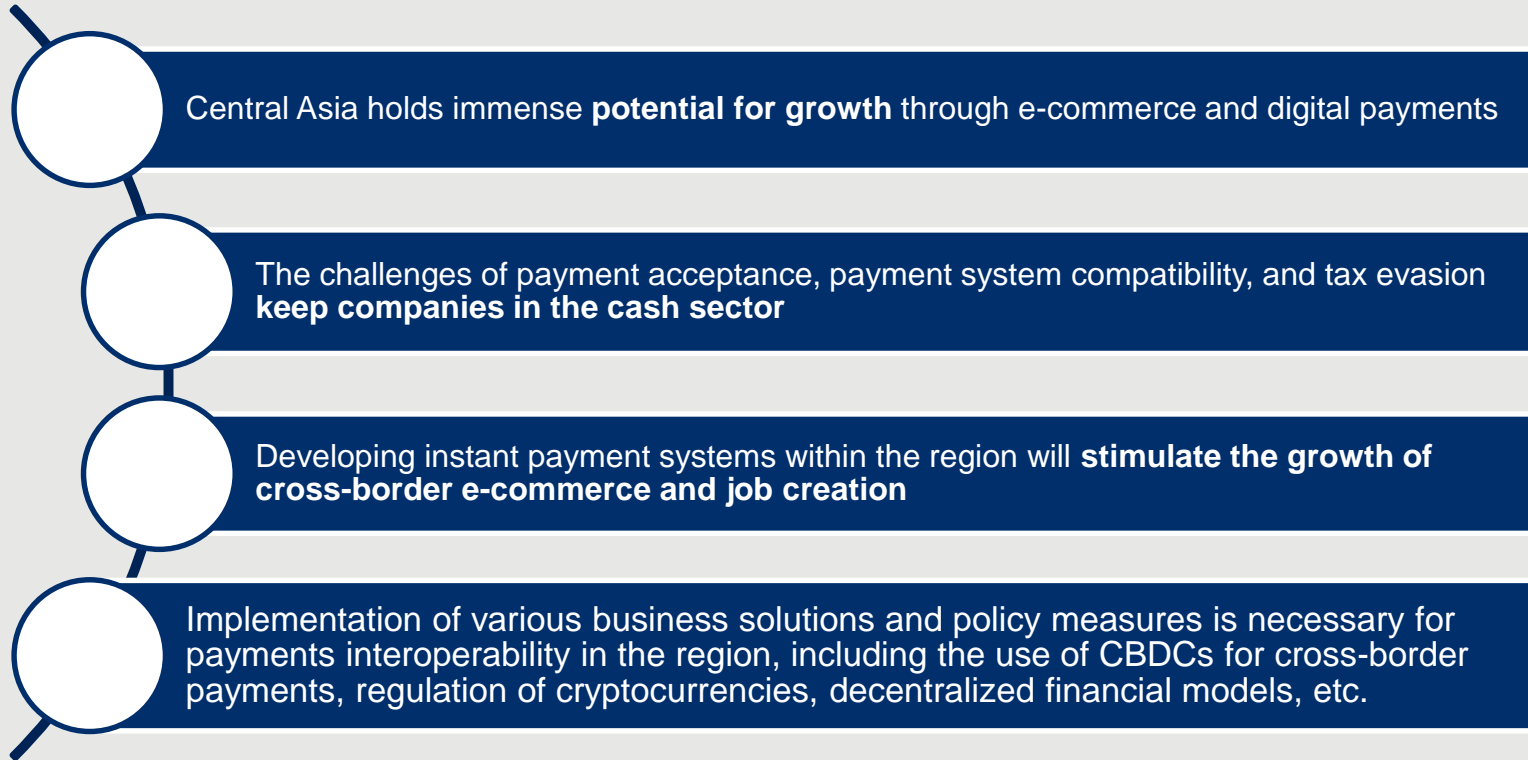 Central Asia holds immense potential for growth through e-commerce and digital payments
The challenges of payment acceptance, payment system compatibility, and tax evasion
keep companies in the cash sector
Developing instant payment systems within the region will stimulate the growth of
cross-border e-commerce and job creation
Implementation of various business solutions and policy measures is necessary for
payments interoperability in the region, including the use of CBDCs for cross-border
payments, regulation of cryptocurrencies, decentralized financial models, etc.